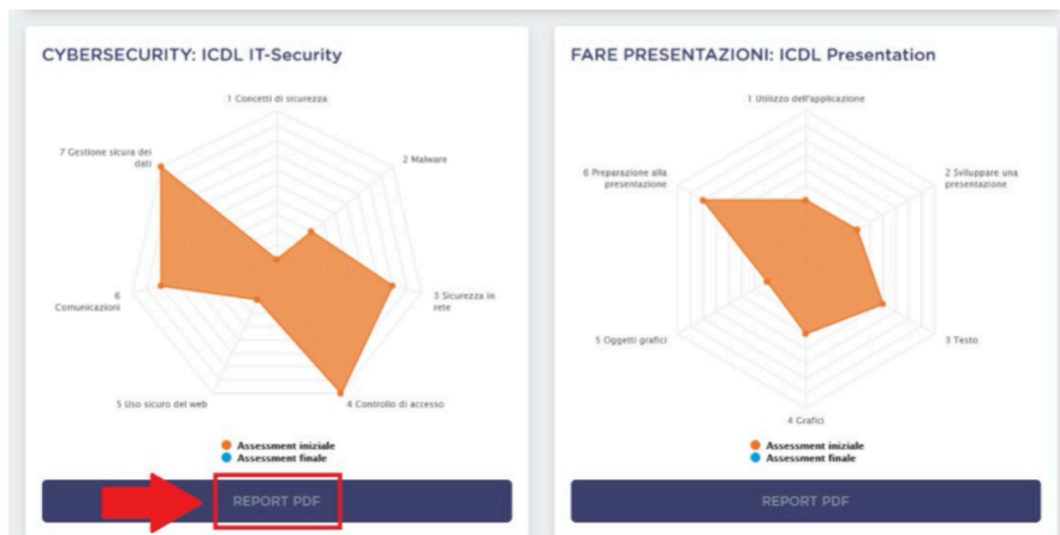 CYBERSECURITY: ICDL IT-Security
1 Concetti di sicurezza
7 Gestione sicura dei
dati
2 Malware
6
Comunicazioni
3 Sicurezza in
rete
5 Uso sicuro del web
4 Controllo di accesso
Assessment iniziale
Assessment finale
REPORT PDF
FARE PRESENTAZIONI: ICDL Presentation
1 Utilizzo dell'applicazione
6 Preparazione alla
presentazione
2 Sviluppare una
presentazione
5 Oggetti grafici
3 Testo
4 Grafici
Assessment iniziale
Assessment finale
REPORT PDF